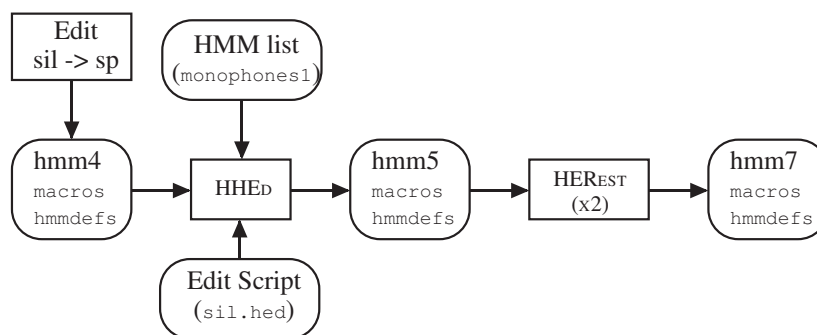 Edit
sil -> sp
HMM list
(monophones1)
hmm4
macros
hmmdefs
HHED
hmm5
macros
hmmdefs
HEREST
(x2)
hmm7
macros
hmmdefs
Edit Script
(sil.hed)